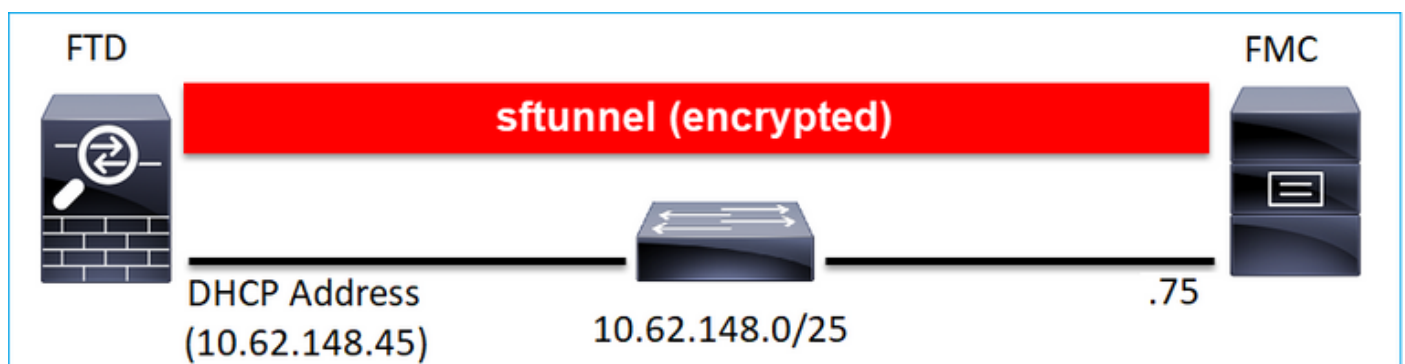 FTD
FMC
sftunnel (encrypted)
DHCP Address
(10.62.148.45)
10.62.148.0/25
.75